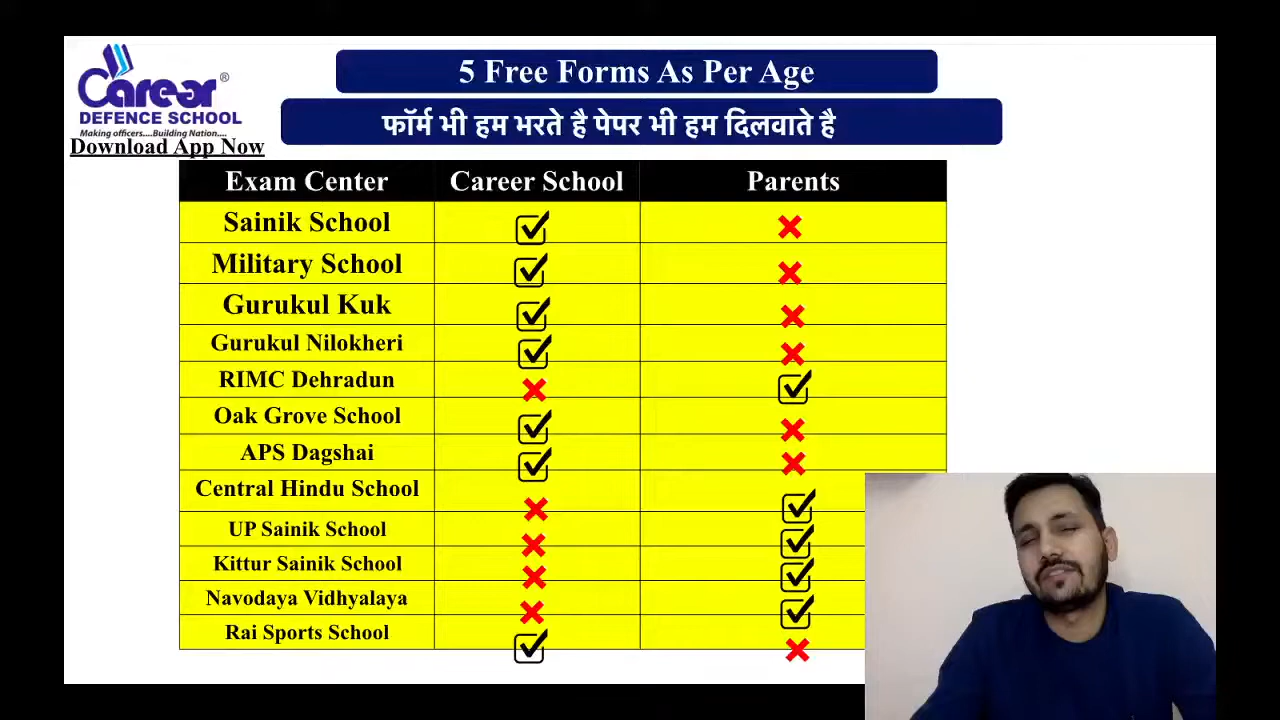 Career®
DEFENCE SCHOOL
Making officers....Building Nation....
Download App Now
5 Free Forms As Per Age
फॉर्म भी हम भरते है पेपर भी हम दिलवाते है
Exam Center Career School Parents
Sainik School
Military School
Gurukul Kuk
Gurukul Nilokheri
RIMC Dehradun
Oak Grove School
APS Dagshai
Central Hindu School
UP Sainik School
Kittur Sainik School
Navodaya Vidhyalaya
Rai Sports School